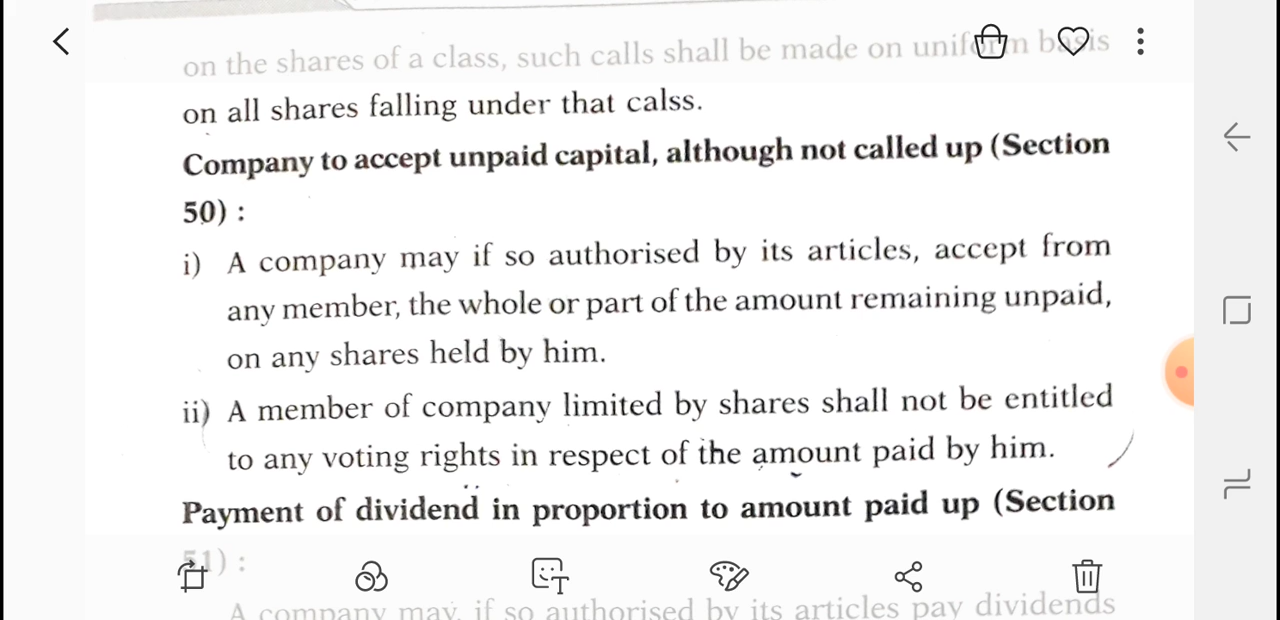 on the shares of a class, such calls shall be made on uniform basis
on all shares falling under that calss.
Company to accept unpaid capital, although not called up (Section
50) :
i) A company may if so authorised by its articles, accept from
any member, the whole or part of the amount remaining unpaid,
on any shares held by him.
ii) A member of company limited by shares shall not be entitled
to any voting rights in respect of the amount paid by him.
Payment of dividend in proportion to amount paid up (Section
51) :
A company may, if so authorised by its articles pay dividends